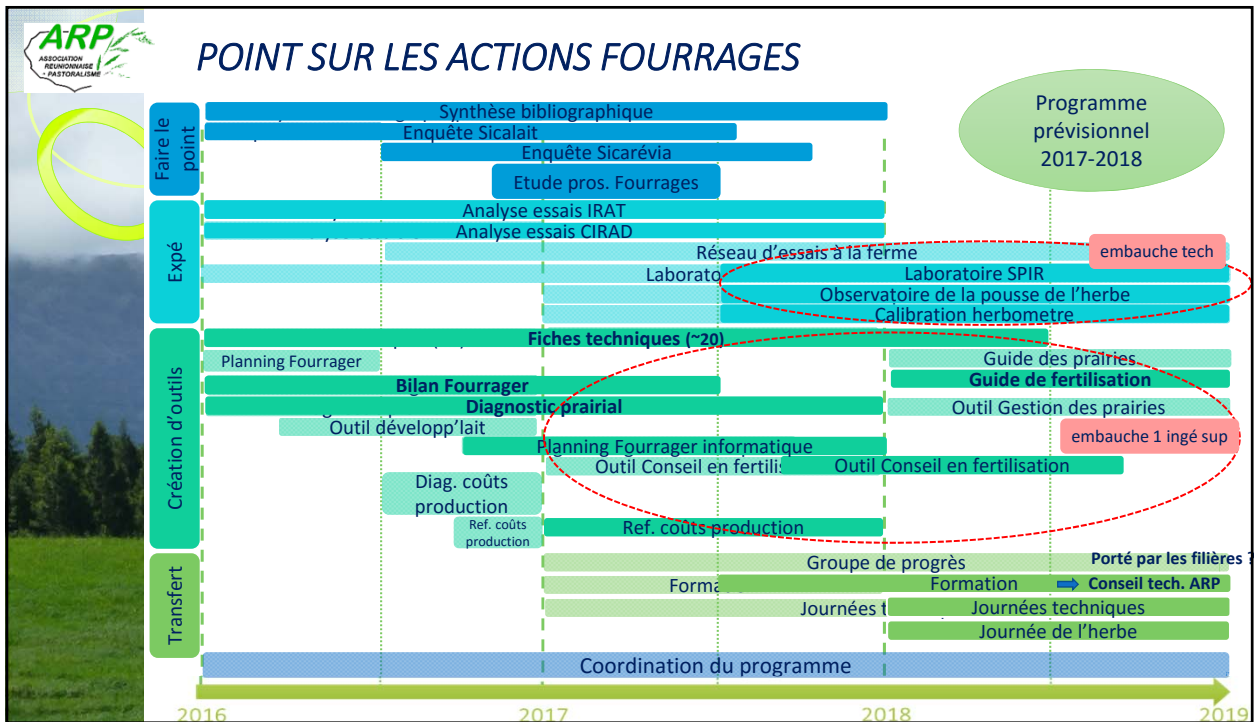 ARP
ASSOCIATION
REUNIONNAISE
PASTORALISME
POINT SUR LES ACTIONS FOURRAGES
Programme
prévisionnel
2017-2018
Faire le
point
Synthèse bibliographique
Enquête Sicalait
Enquête Sicarévia
Etude pros. Fourrages
Expé
Analyse essais IRAT
Analyse essais CIRAD
Réseau d'essais à la ferme
embauche tech
Laborato
Laboratoire SPIR
Observatoire de la pousse de l'herbe
Calibration herbometre
Création d'outils
Fiches techniques (~20)
Planning Fourrager
Guide des prairies
Bilan Fourrager
Guide de fertilisation
Diagnostic prairial
Outil Gestion des prairies
Outil développ'lait
embauche 1 ingé sup
Planning Fourrager informatique
Outil Conseil en fertilis
Outil Conseil en fertilisation
Diag. coûts
production
Ref. coûts
production
Ref. coûts production
Transfert
Groupe de progrès
Porté par les filières ?
Forma
Formation
Conseil tech. ARP
Journées t
Journées techniques
Journée de l'herbe
Coordination du programme
2016
2017
2018
2019